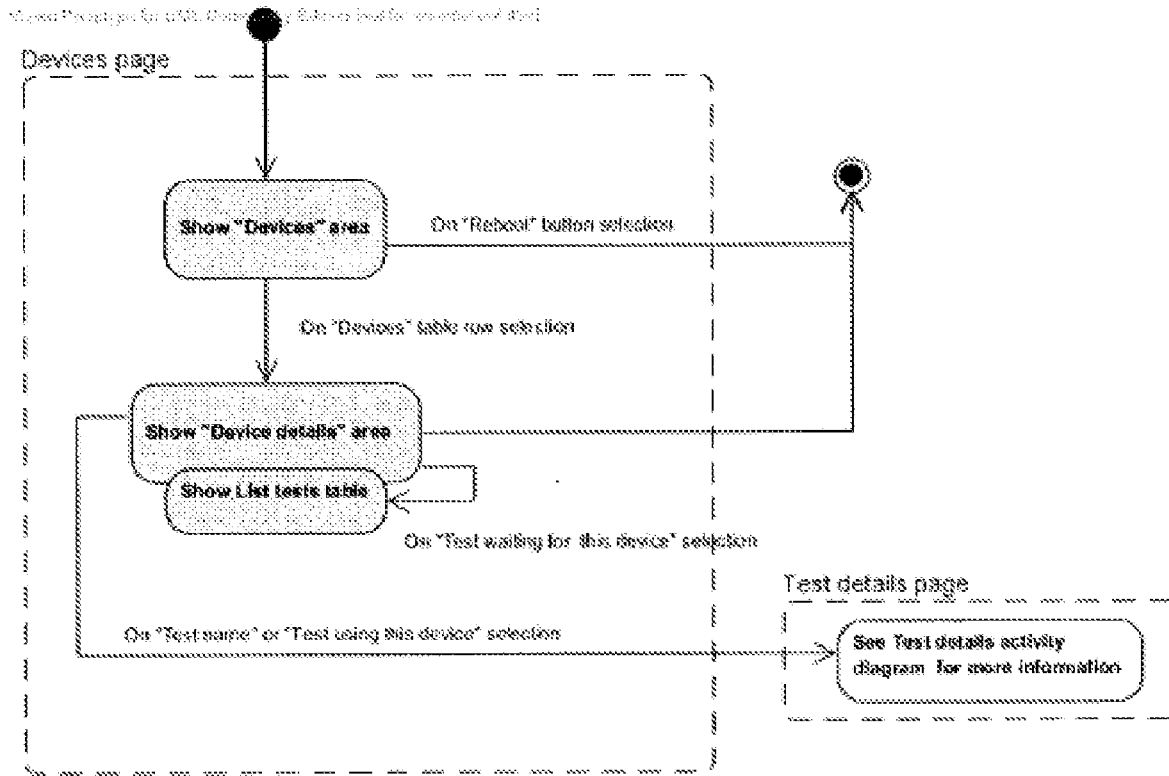 for UML
Devices page
Show "Devices" area
On "Reboot" button selection
On "Devices" table row selection
Show "Device details" area
Show List tests table
On "Test waiting for this device" selection
Test details page
On "Test name" or "Test using this device" selection
See Test details activity
diagram for more information